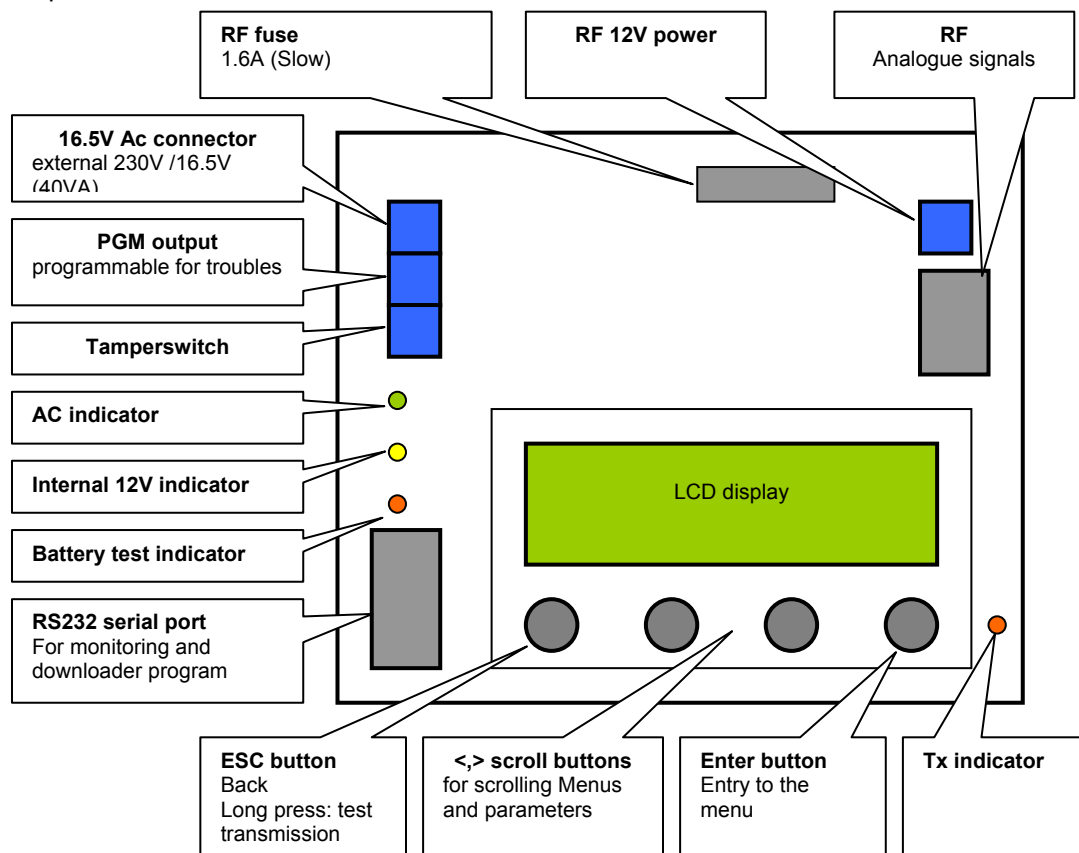 RF fuse
1.6A (Slow)
RF 12V power
RF
Analogue signals
16.5V Ac connector
external 230V /16.5V
(40VA)
PGM output
programmable for troubles
Tamperswitch
AC indicator
Internal 12V indicator
Battery test indicator
RS232 serial port
For monitoring and
downloader program
LCD display
ESC button
Back
Long press: test
transmission
<,> scroll buttons
for scrolling Menus
and parameters
Enter button
Entry to the
menu
Tx indicator